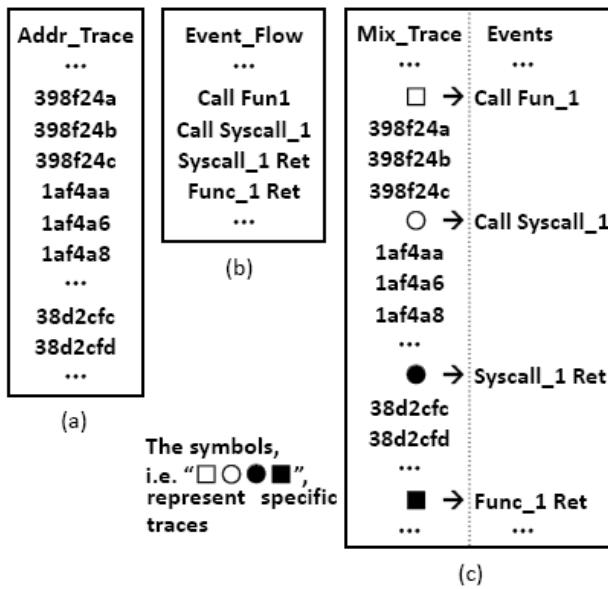 Addr_Trace
...
398f24a
398f24b
398f24c
1af4aa
1af4a6
1af4a8
...
38d2cfc
38d2cfd
...
(a)
Event_Flow
...
Call Fun1
Call Syscall_1
Syscall_1 Ret
Func_1 Ret
...
(b)
The symbols,
i.e. “□○●■”,
represent specific
traces
Mix_Trace Events
... ...
□ → Call Fun_1
398f24a
398f24b
398f24c
○ → Call Syscall_1
1af4aa
1af4a6
1af4a8
...
● → Syscall_1 Ret
38d2cfc
38d2cfd
...
■ → Func_1 Ret
... ...
(c)